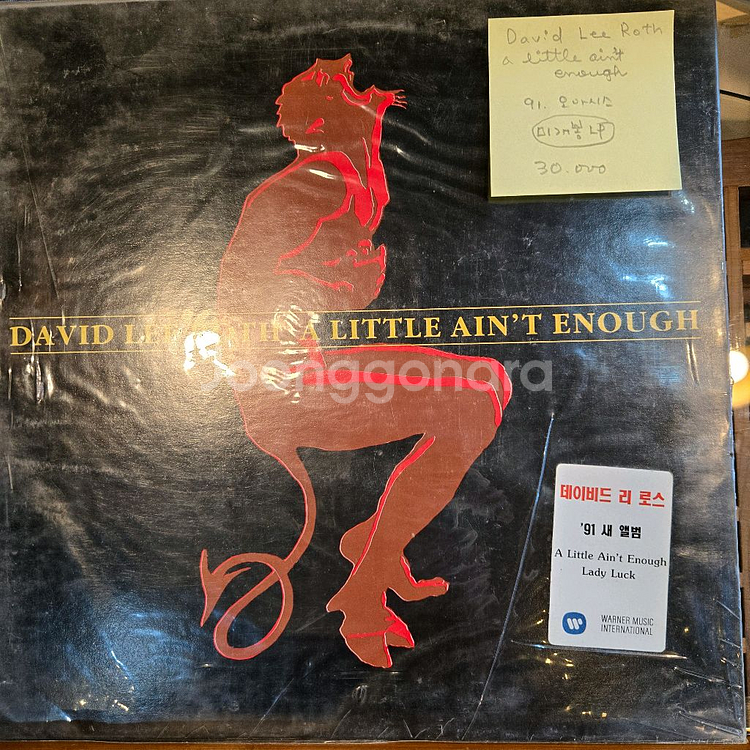 David Lee Roth
a little ain't
enough
91. 오아시스
미개봉 LP
30.000
DAVID LEE ROTH A LITTLE AIN'T ENOUGH
Joonggonara
데이비드 리 로스
'91 새 앨범
A Little Ain't Enough
Lady Luck
WARNER MUSIC
INTERNATIONAL